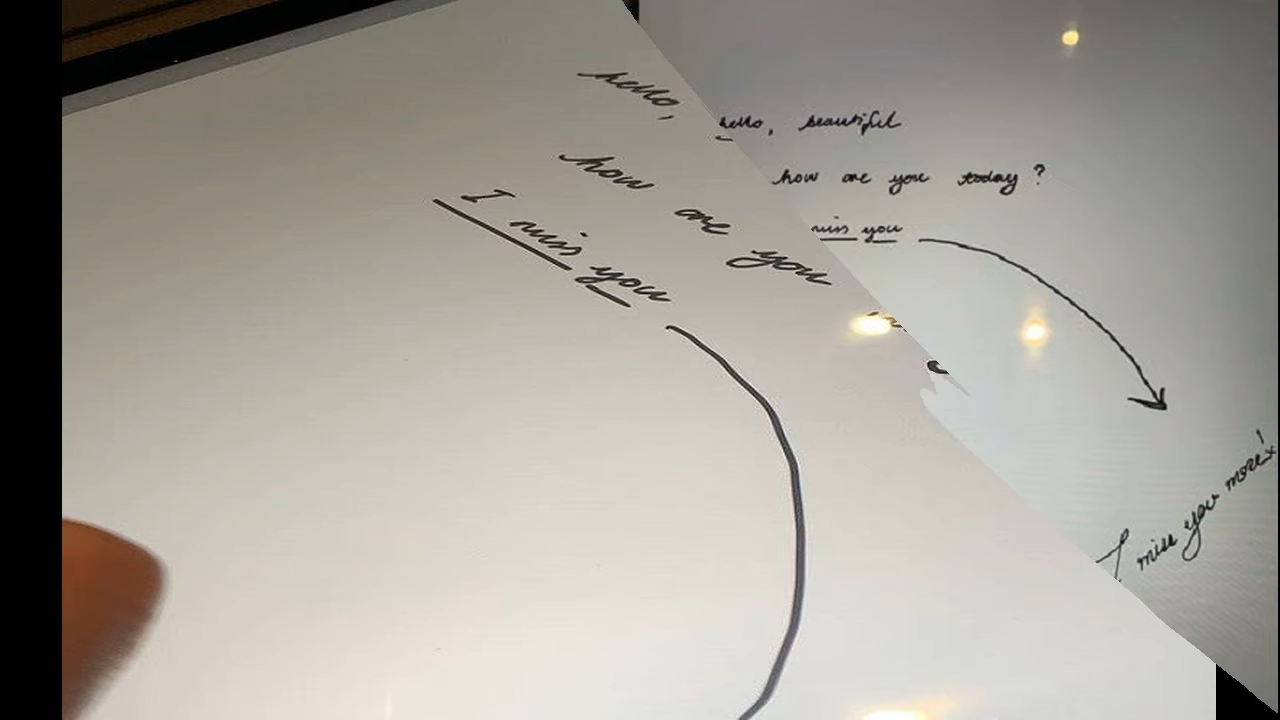 hello,
how are you
I miss you
hello, beautiful
how are you today?
miss you
I miss you more!x